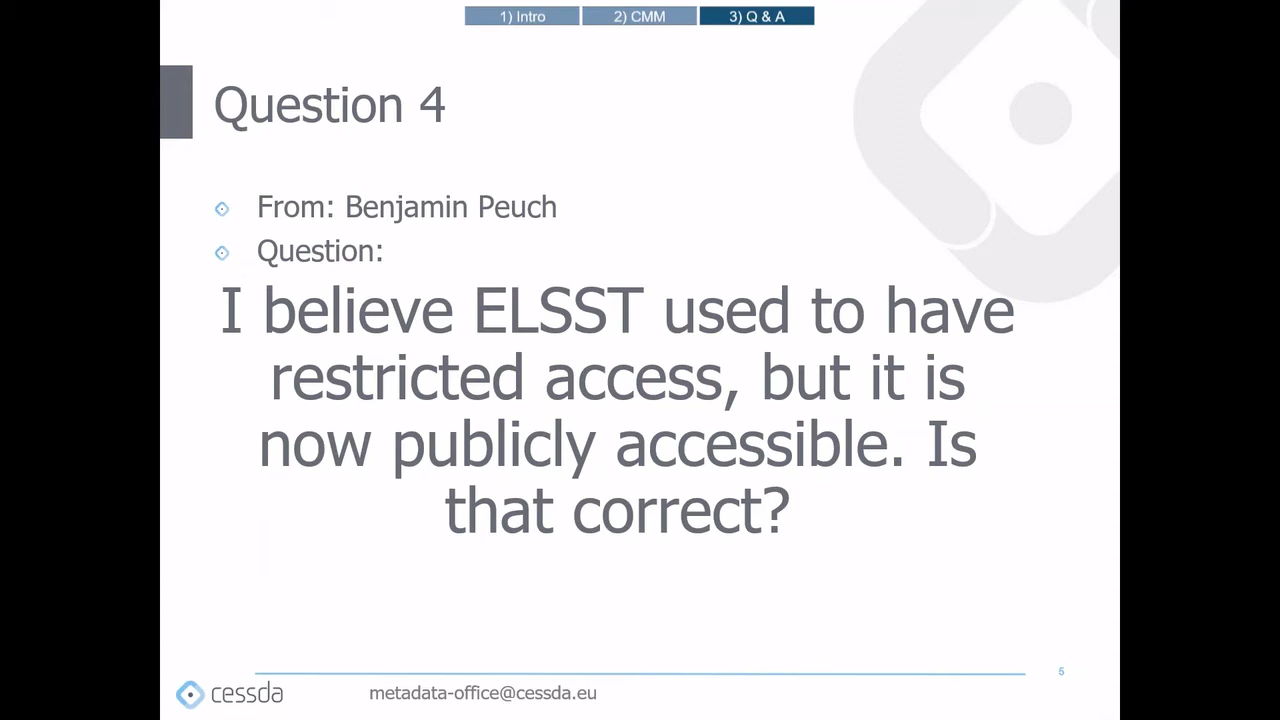 1) Intro 2) CMM 3) Q & A
Question 4
From: Benjamin Peuch
Question:
I believe ELSST used to have
restricted access, but it is
now publicly accessible. Is
that correct?
5
cessda metadata-office@cessda.eu